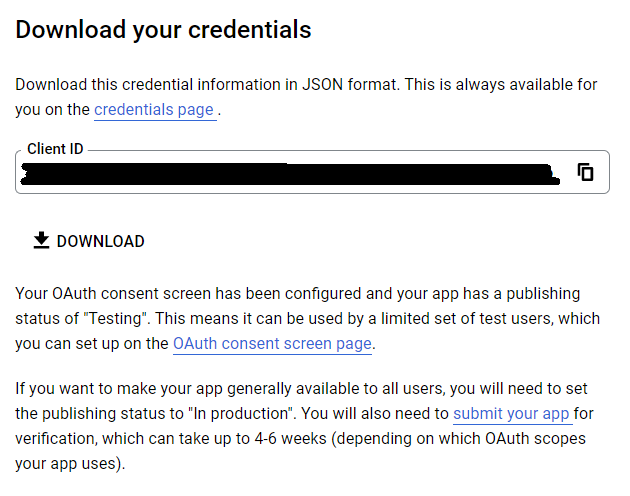 Download your credentials
Download this credential information in JSON format. This is always available for
you on the credentials page .
Client ID
DOWNLOAD
Your OAuth consent screen has been configured and your app has a publishing
status of "Testing". This means it can be used by a limited set of test users, which
you can set up on the OAuth consent screen page.
If you want to make your app generally available to all users, you will need to set
the publishing status to "In production". You will also need to submit your app for
verification, which can take up to 4-6 weeks (depending on which OAuth scopes
your app uses).